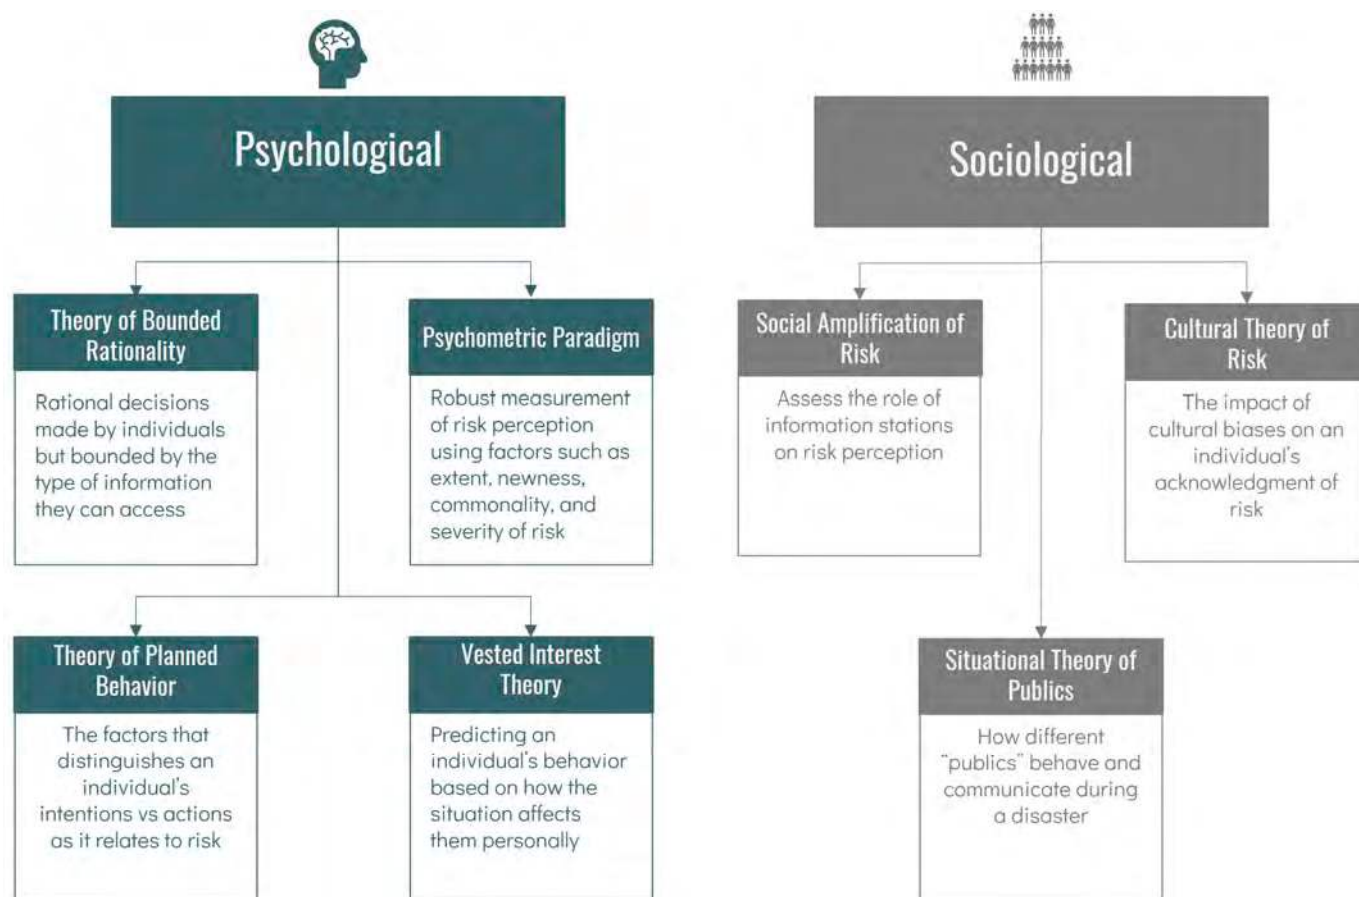 Psychological
Theory of Bounded
Rationality
Rational decisions
made by individuals
but bounded by the
type of information
they can access
Psychometric Paradigm
Robust measurement
of risk perception
using factors such as
extent, newness,
commonality, and
severity of risk
Theory of Planned
Behavior
The factors that
distinguishes an
individual's
intentions vs actions
as it relates to risk
Vested Interest
Theory
Predicting an
individual's behavior
based on how the
situation affects
them personally
Sociological
Social Amplification of
Risk
Assess the role of
information stations
on risk perception
Cultural Theory of
Risk
The impact of
cultural biases on an
individual's
acknowledgment of
risk
Situational Theory of
Publics
How different
"publics" behave and
communicate during
a disaster